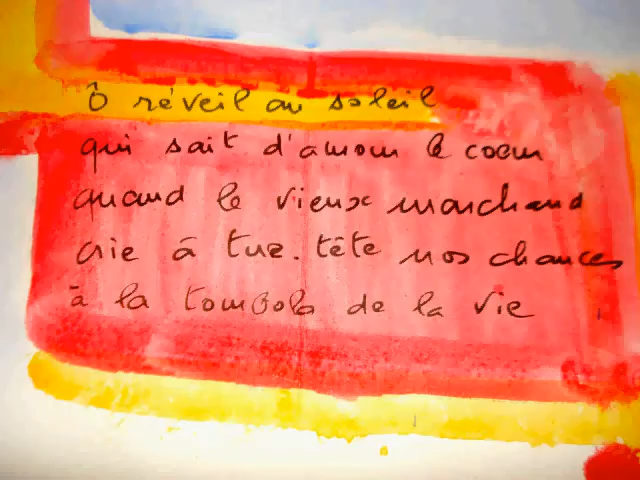 ô réveil au soleil
qui sait d'amour le coeur
quand le vieux marchand
crie à tue.tête nos chances
à la tombola de la vie